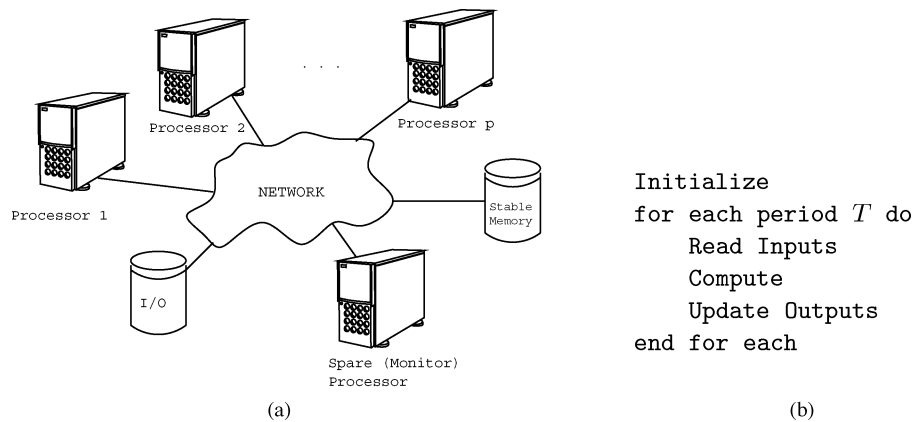 . . .
Processor 2
Processor p
NETWORK
Processor 1
Stable
Memory
I/O
Spare (Monitor)
Processor
(a)
Initialize
for each period T do
Read Inputs
Compute
Update Outputs
end for each
(b)